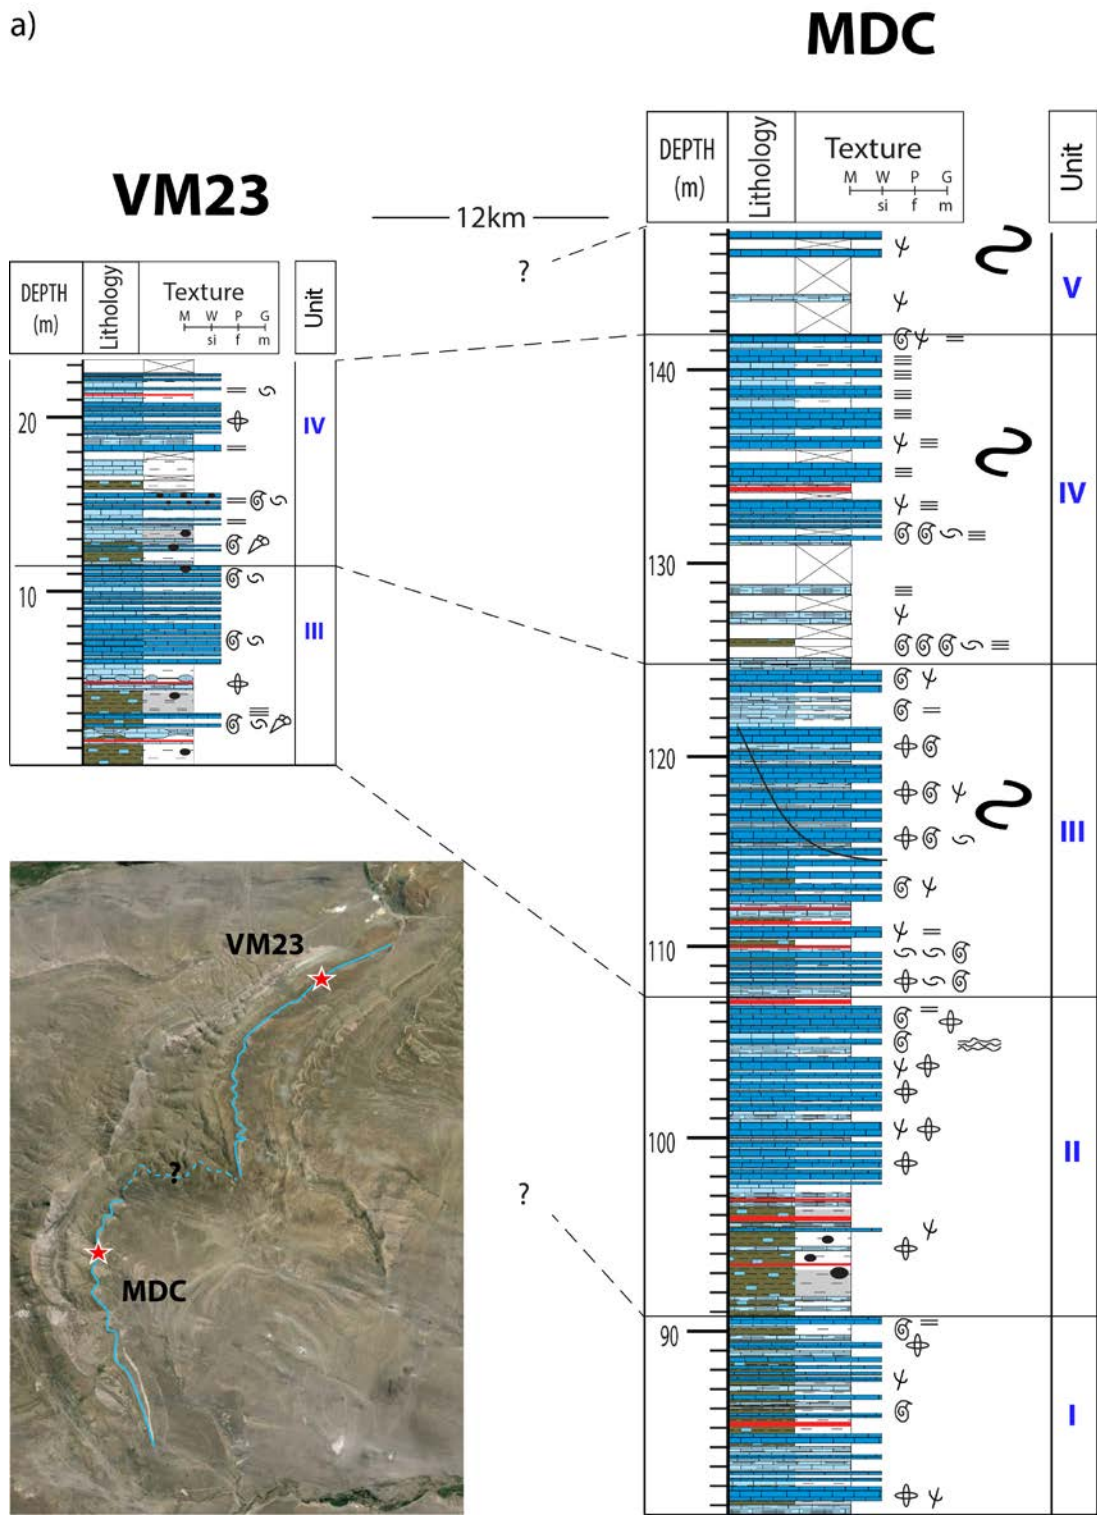 a)
MDC
VM23
12km
DEPTH
(m)
Lithology
Texture
M W P G
si f m
Unit
DEPTH
(m)
Lithology
Texture
M W P G
si f m
Unit
?
V
140
20
IV
IV
130
10
III
120
III
110
VM23
?
MDC
100
II
?
90
I